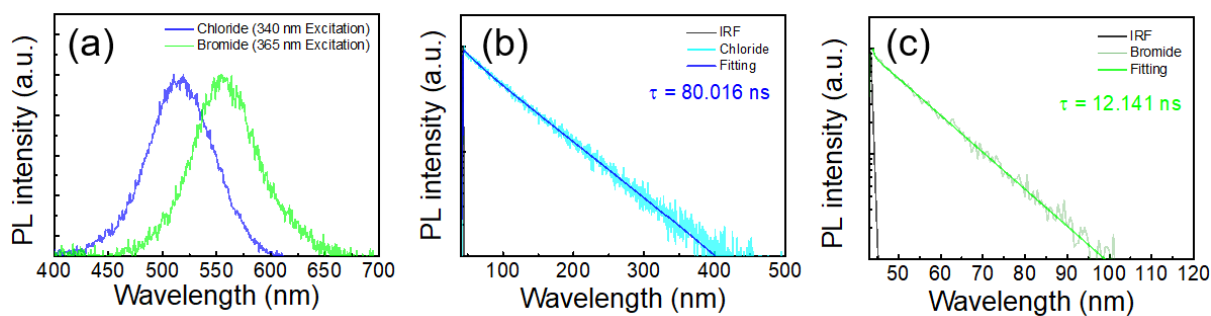 (a)
Chloride (340 nm Excitation)
Bromide (365 nm Excitation)
PL intensity (a.u.)
400 450 500 550 600 650 700
Wavelength (nm)
(b)
IRF
Chloride
Fitting
τ = 80.016 ns
PL intensity (a.u.)
100 200 300 400 500
Wavelength (nm)
(c)
IRF
Bromide
Fitting
τ = 12.141 ns
PL intensity (a.u.)
50 60 70 80 90 100 110 120
Wavelength (nm)